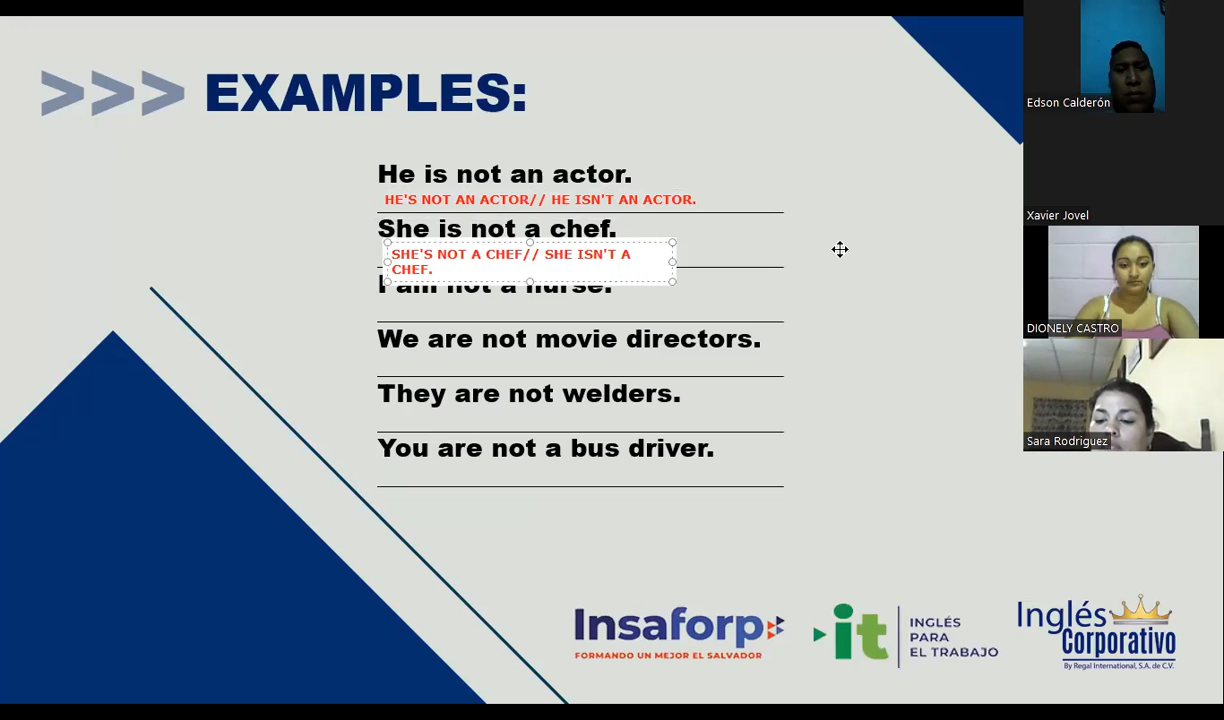 >>> EXAMPLES:
He is not an actor.
HE'S NOT AN ACTOR// HE ISN'T AN ACTOR.
She is not a chef.
SHE'S NOT A CHEF// SHE ISN'T A
CHEF.
I am not a nurse.
We are not movie directors.
They are not welders.
You are not a bus driver.
Edson Calderón
Xavier Jovel
DIONELY CASTRO
Sara Rodriguez
Insaforp
FORMANDO UN MEJOR EL SALVADOR
it
INGLÉS
PARA
EL TRABAJO
Inglés
Corporativo
By Regal International, S.A. de C.V.